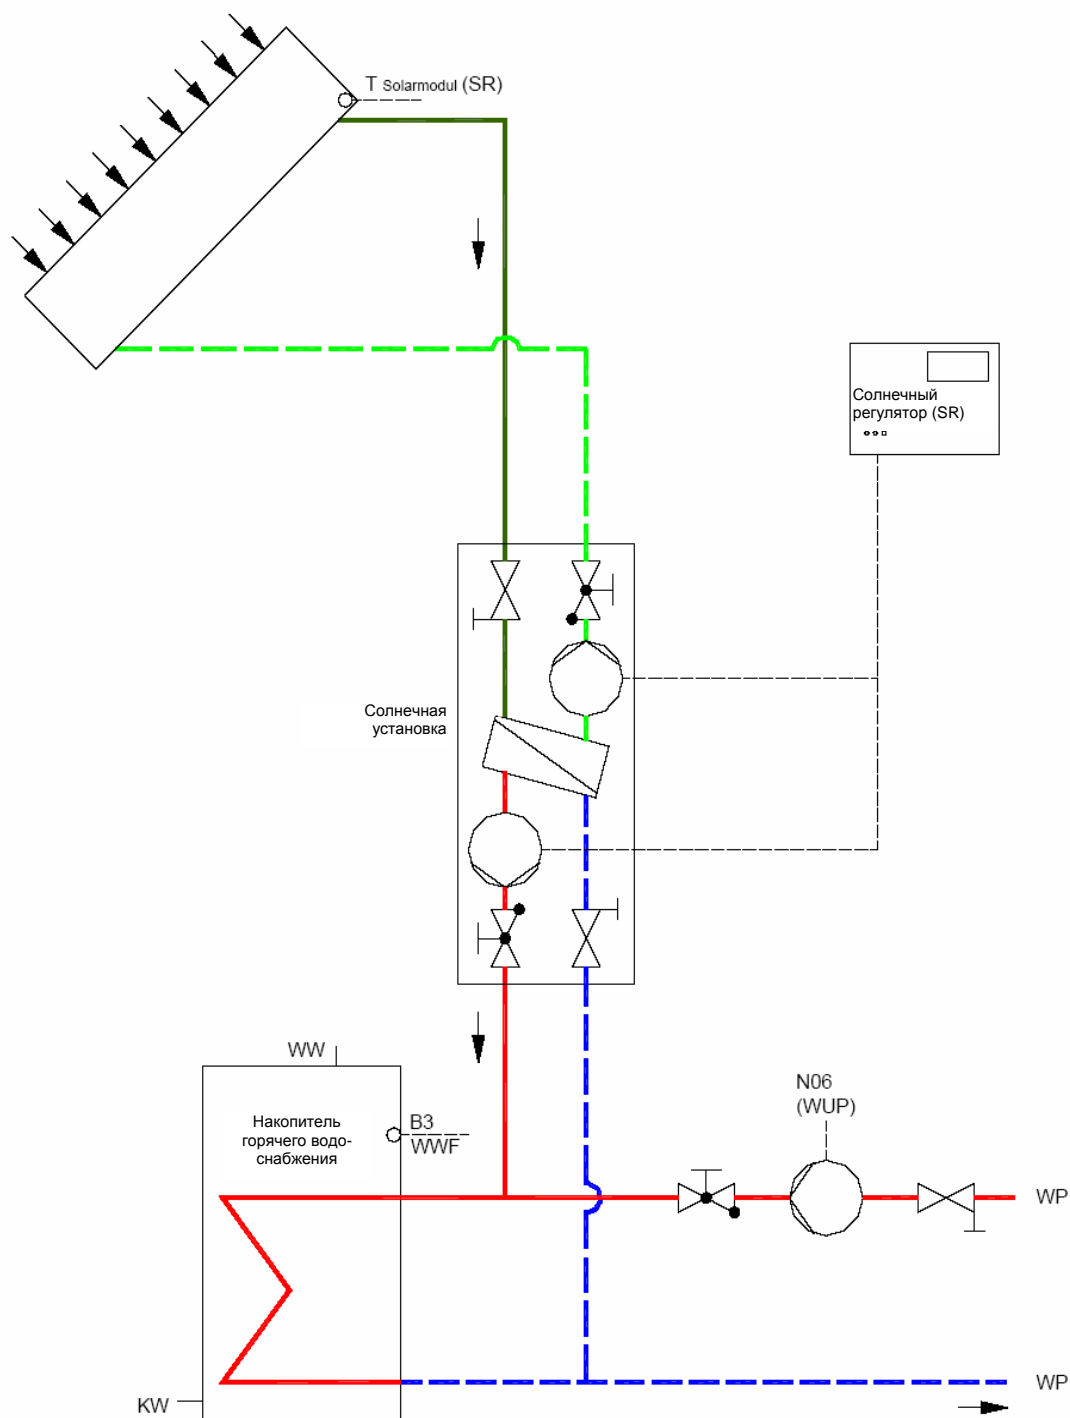 T Solarmodul (SR)
Солнечный
регулятор (SR)
Солнечная
установка
WW
N06
(WUP)
Накопитель
горячего водо-
снабжения
B3
WWF
WP
WP
KW